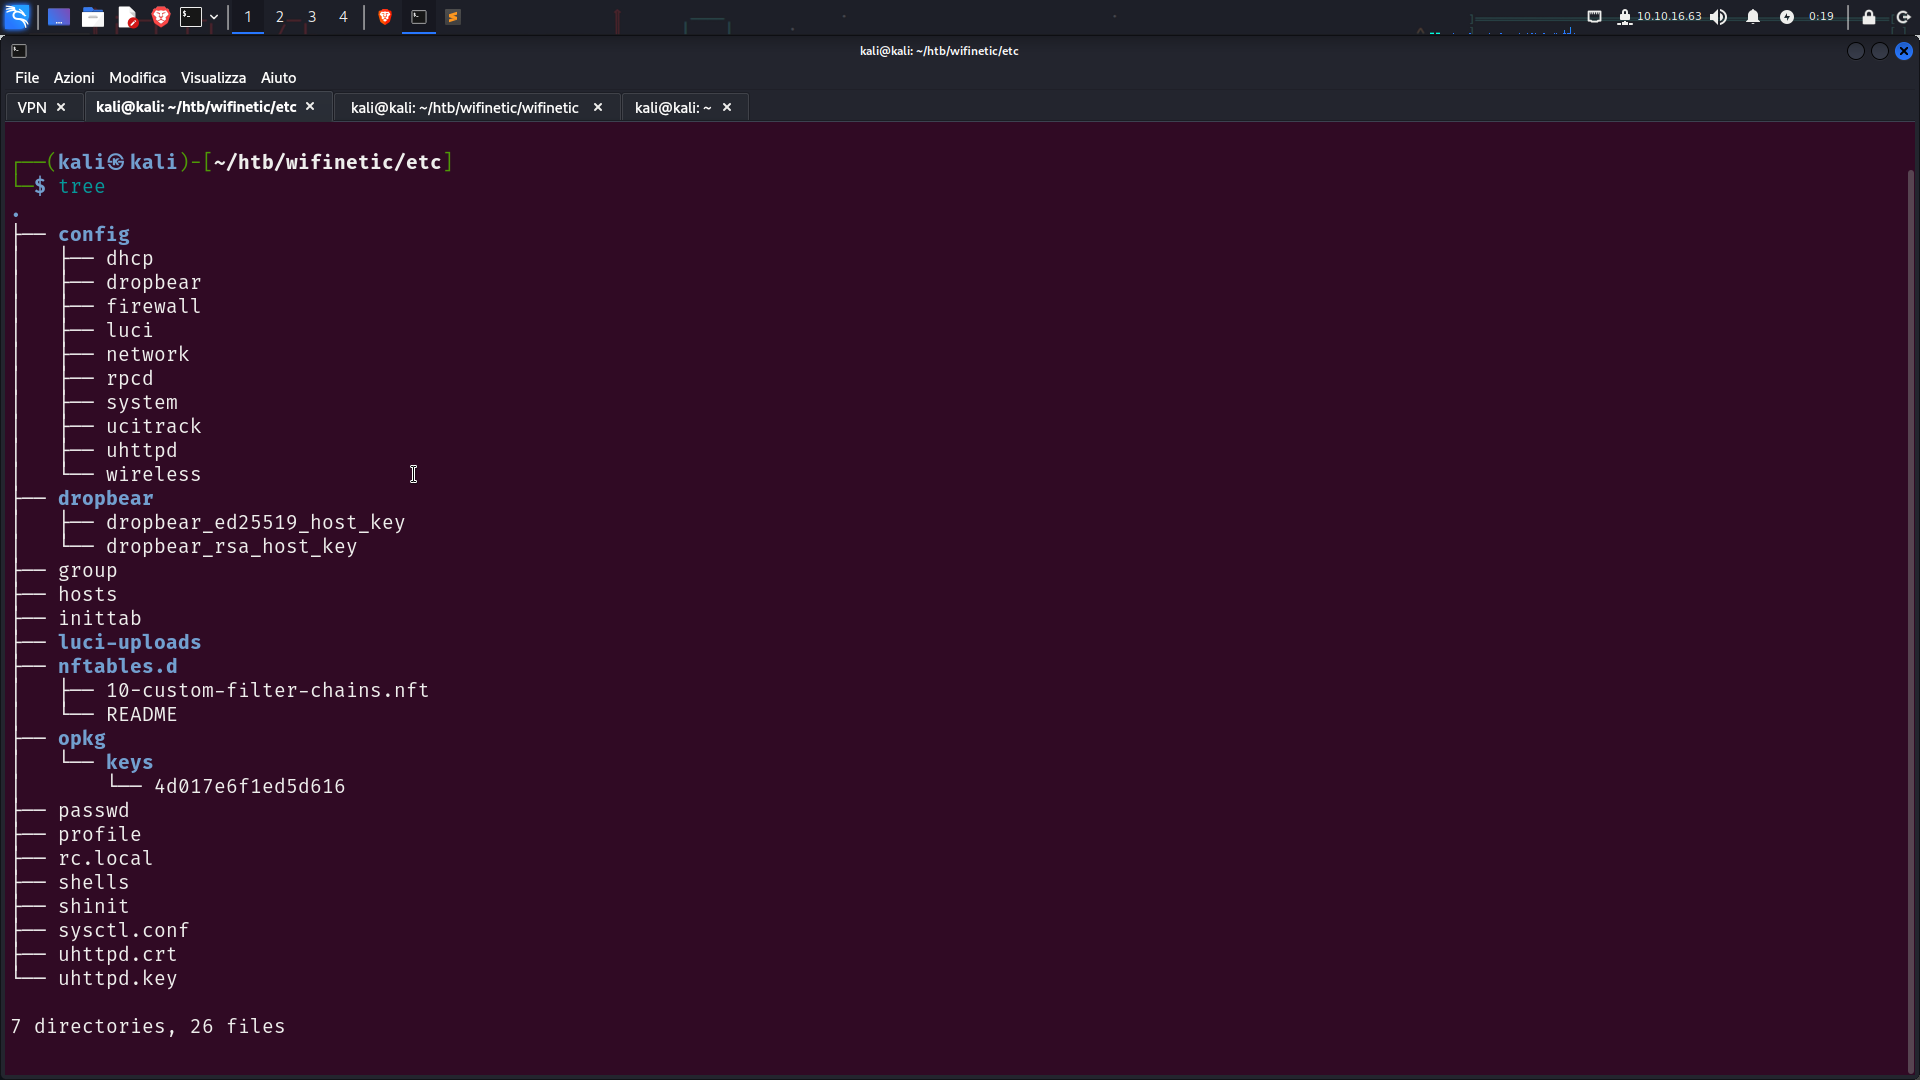 1 2 3 4 10.10.16.63 0:19
kali@kali: ~/htb/wifinetic/etc
File Azioni Modifica Visualizza Aiuto
VPN kali@kali: ~/htb/wifinetic/etc kali@kali: ~/htb/wifinetic/wifinetic kali@kali: ~
┌──(kali㉿kali)-[~/htb/wifinetic/etc]
└─$ tree
.
├── config
│   ├── dhcp
│   ├── dropbear
│   ├── firewall
│   ├── luci
│   ├── network
│   ├── rpcd
│   ├── system
│   ├── ucitrack
│   ├── uhttpd
│   └── wireless
├── dropbear
│   ├── dropbear_ed25519_host_key
│   └── dropbear_rsa_host_key
├── group
├── hosts
├── inittab
├── luci-uploads
├── nftables.d
│   ├── 10-custom-filter-chains.nft
│   └── README
├── opkg
│   └── keys
│       └── 4d017e6f1ed5d616
├── passwd
├── profile
├── rc.local
├── shells
├── shinit
├── sysctl.conf
├── uhttpd.crt
└── uhttpd.key
7 directories, 26 files